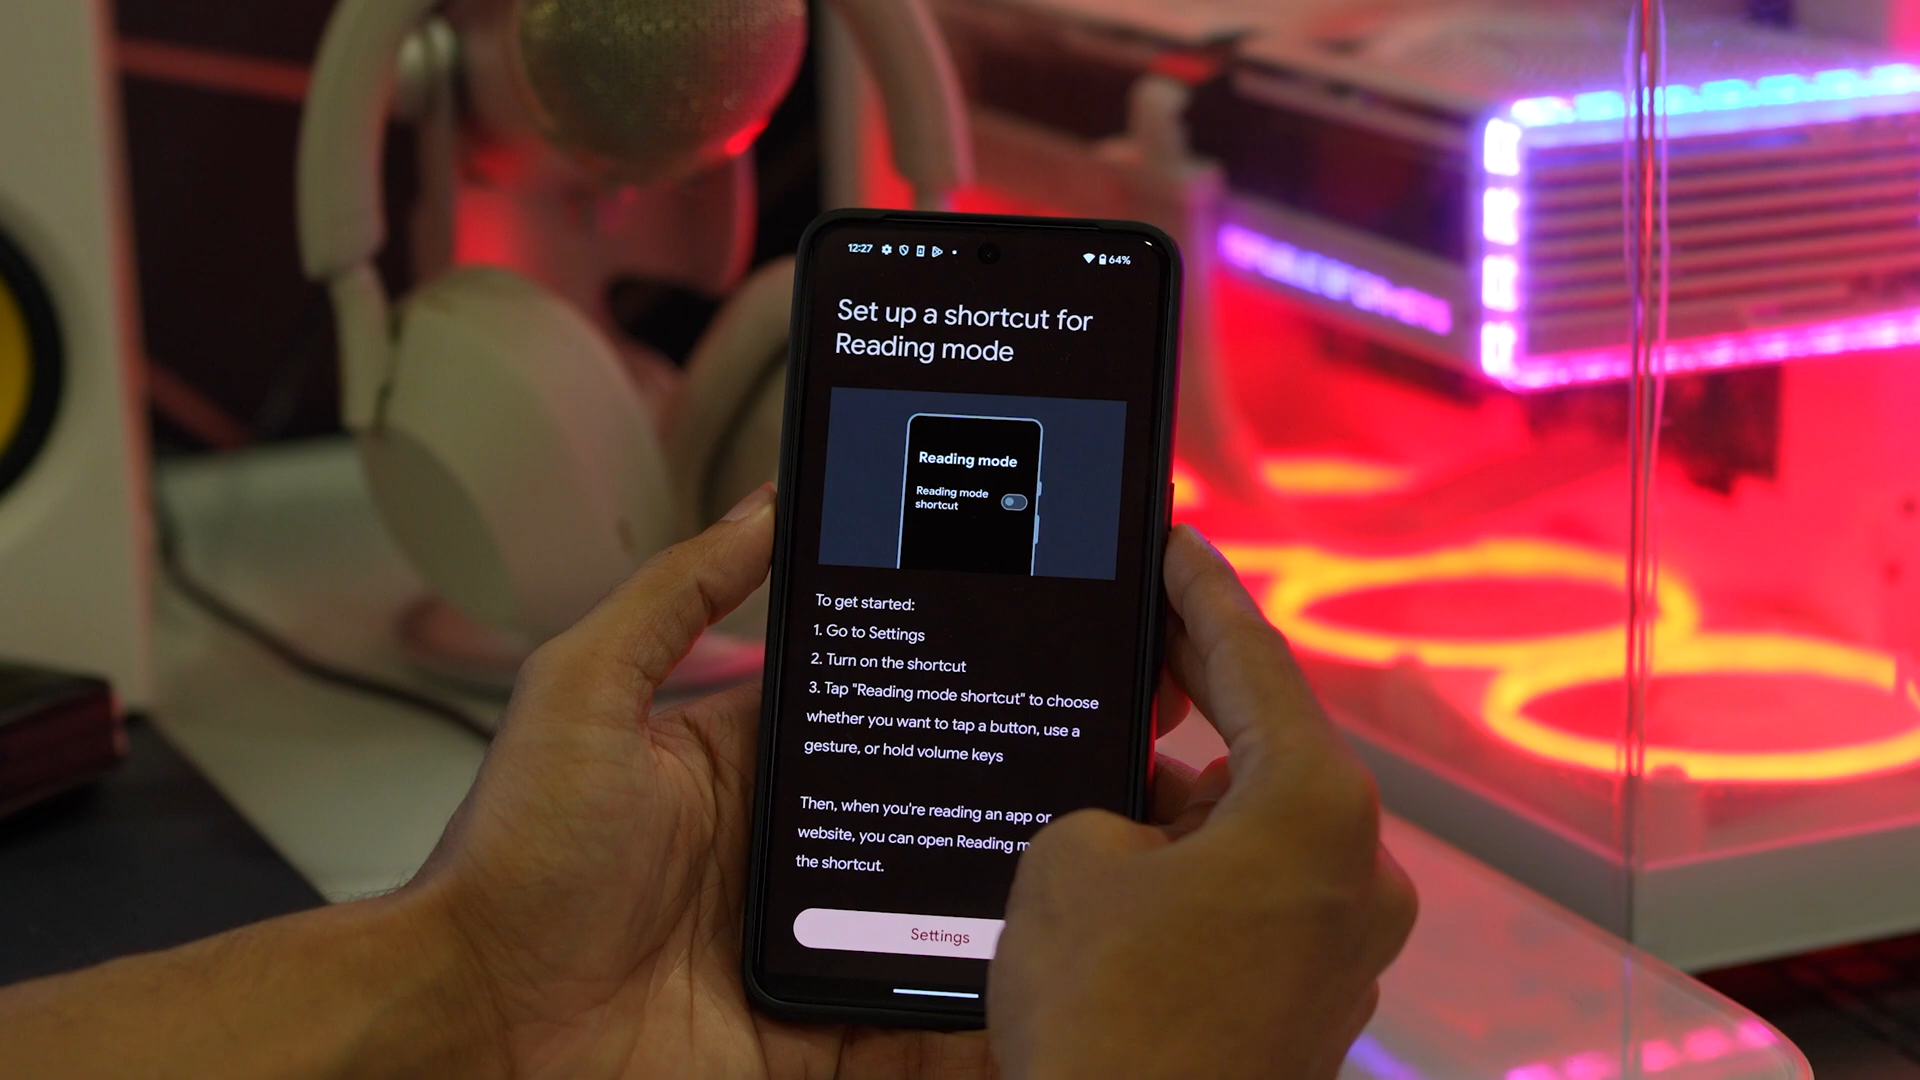 12:27 64%
Set up a shortcut for
Reading mode
Reading mode
Reading mode
shortcut
To get started:
1. Go to Settings
2. Turn on the shortcut
3. Tap "Reading mode shortcut" to choose
whether you want to tap a button, use a
gesture, or hold volume keys
Then, when you're reading an app or
website, you can open Reading
the shortcut.
Settings